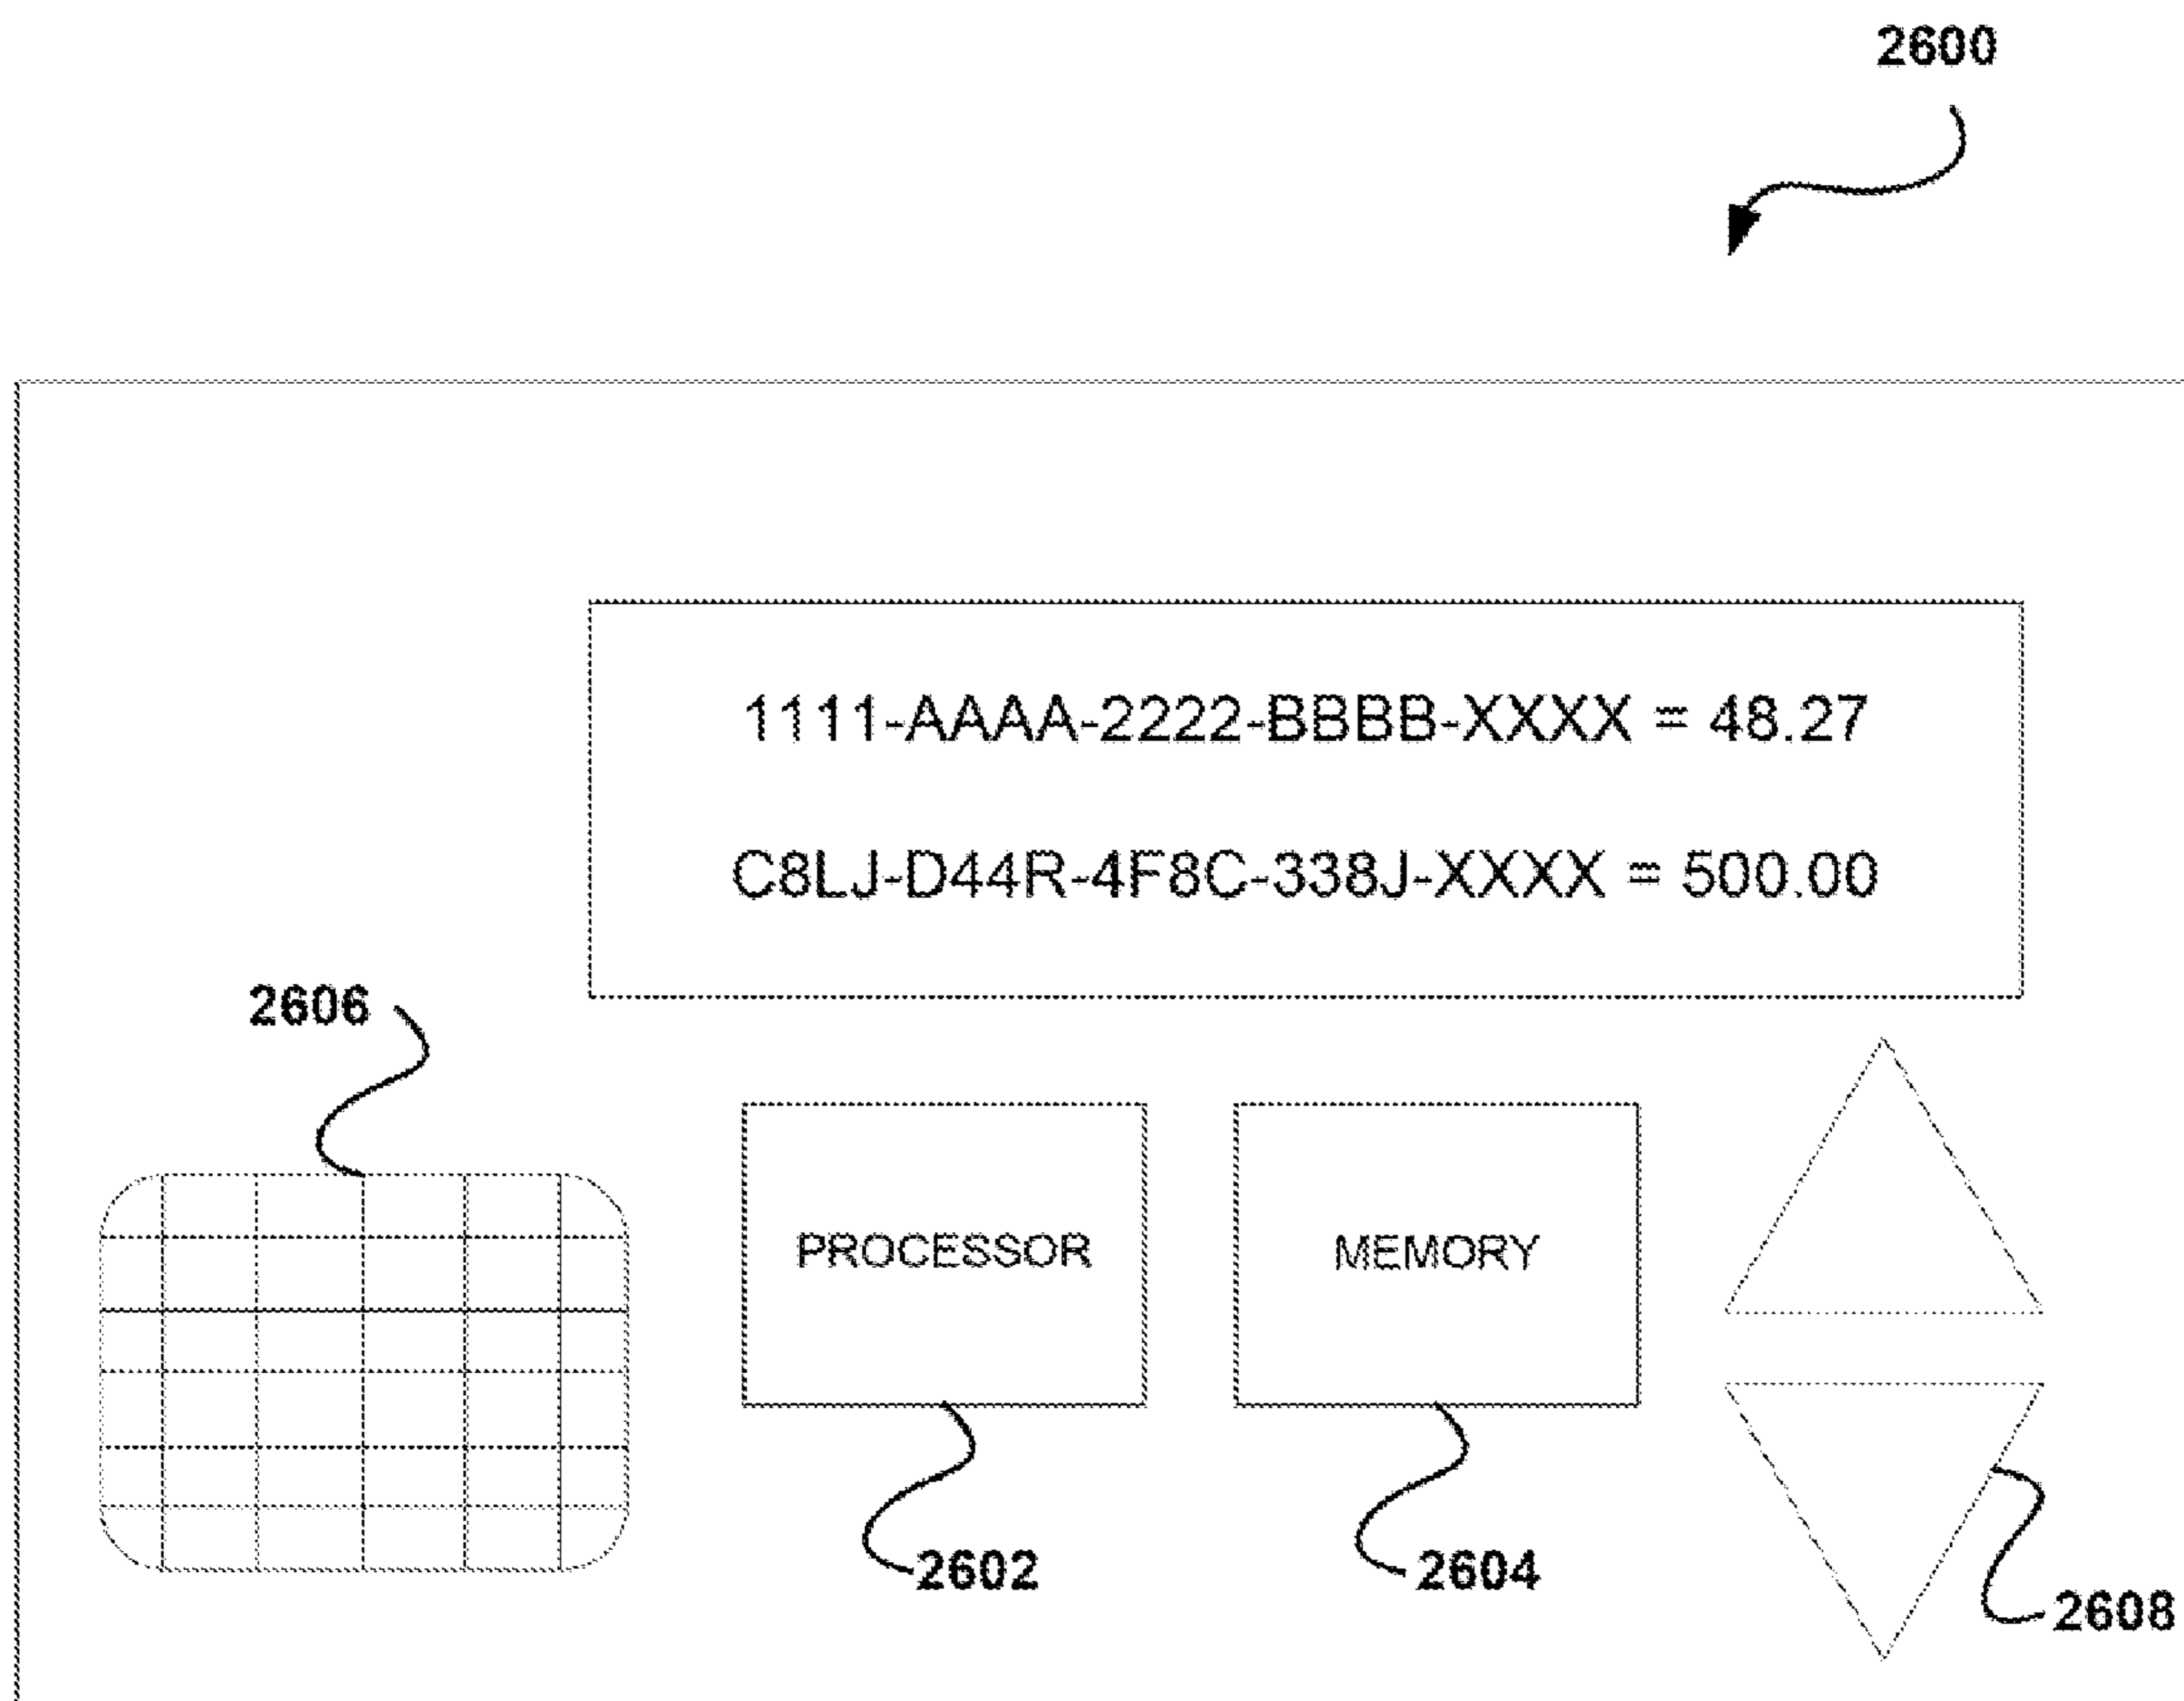 2600
1111-AAAA-2222-BBBB-XXXX = 48.27
C8LJ-D44R-4F8C-338J-XXXX = 500.00
2606
PROCESSOR
MEMORY
2602
2604
2608